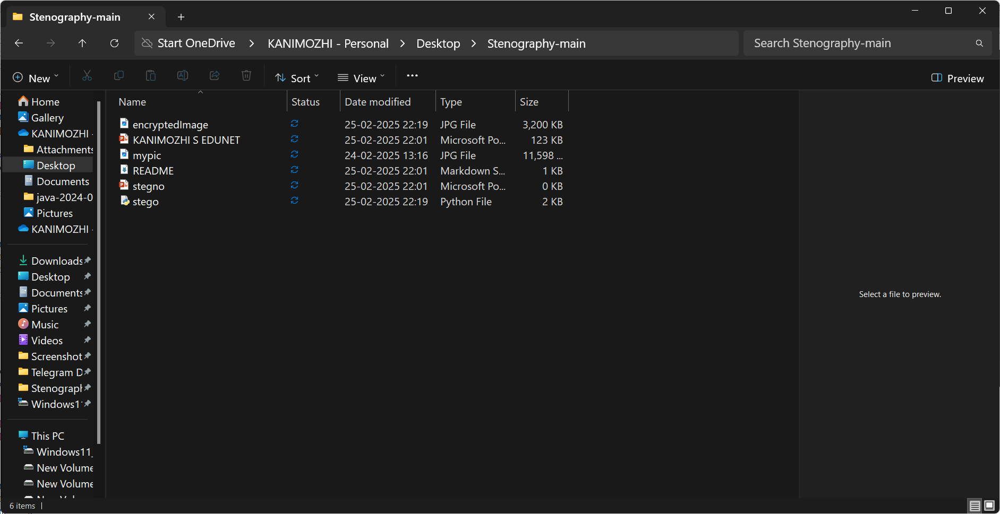 Stenography-main
Start OneDrive > KANIMOZHI - Personal > Desktop > Stenography-main
Search Stenography-main
New
Sort
View
Preview
Home
Gallery
KANIMOZHI -
Attachments
Desktop
Documents
java-2024-0
Pictures
KANIMOZHI -
Downloads
Desktop
Documents
Pictures
Music
Videos
Screenshot
Telegram D
Stenograph
Windows1
This PC
Windows11_
New Volume
New Volume
Name Status Date modified Type Size
encryptedImage 25-02-2025 22:19 JPG File 3,200 KB
KANIMOZHI S EDUNET 25-02-2025 22:01 Microsoft Po... 123 KB
mypic 24-02-2025 13:16 JPG File 11,598 ...
README 25-02-2025 22:01 Markdown S... 1 KB
stegno 25-02-2025 22:01 Microsoft Po... 0 KB
stego 25-02-2025 22:19 Python File 2 KB
Select a file to preview.
6 items